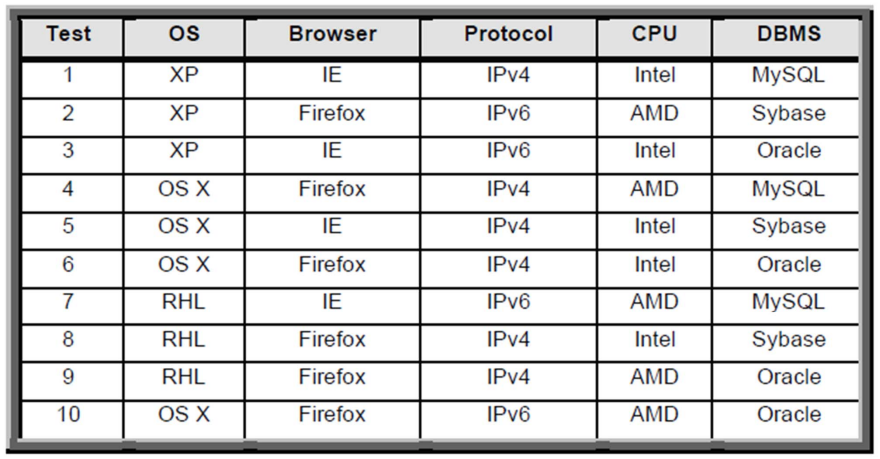 Test OS Browser Protocol CPU DBMS
1 XP IE IPv4 Intel MySQL
2 XP Firefox IPv6 AMD Sybase
3 XP IE IPv6 Intel Oracle
4 OS X Firefox IPv4 AMD MySQL
5 OS X IE IPv4 Intel Sybase
6 OS X Firefox IPv4 Intel Oracle
7 RHL IE IPv6 AMD MySQL
8 RHL Firefox IPv4 Intel Sybase
9 RHL Firefox IPv4 AMD Oracle
10 OS X Firefox IPv6 AMD Oracle